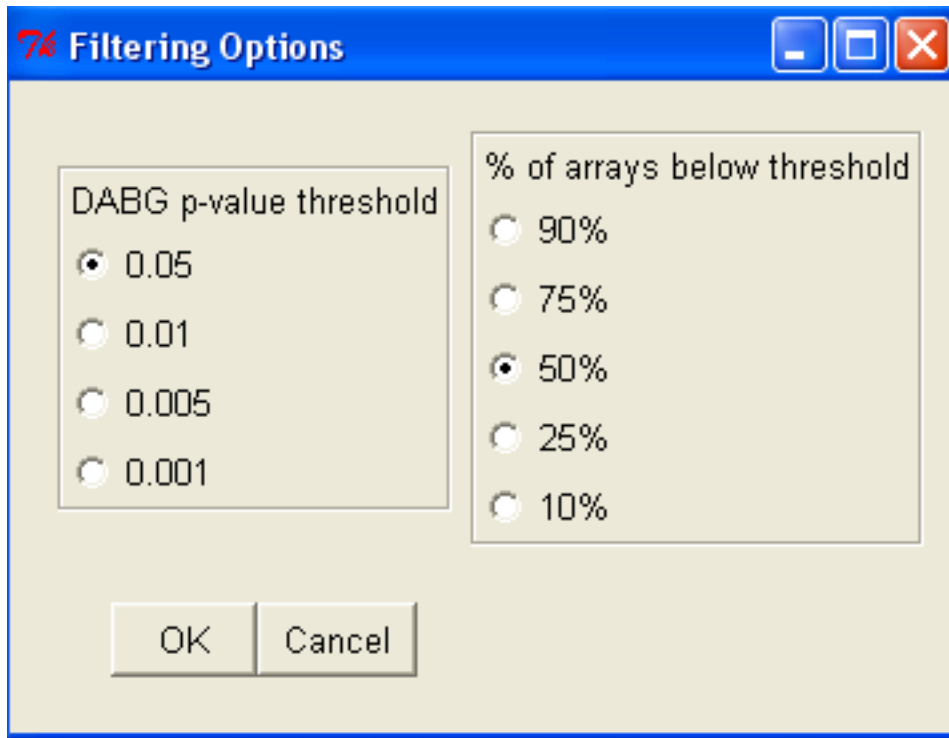 Filtering Options
DABG p-value threshold
0.05
0.01
0.005
0.001
% of arrays below threshold
90%
75%
50%
25%
10%
OK
Cancel